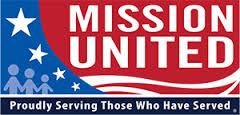 MISSION
UNITED
Proudly Serving Those Who Have Served